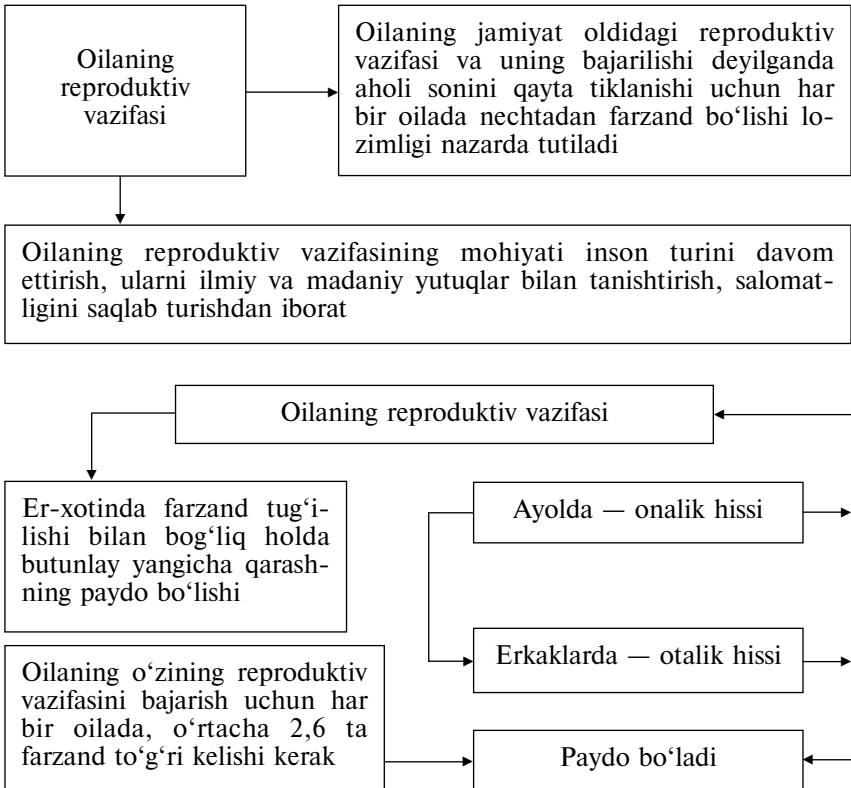 Oilaning
reproduktiv
vazifasi
Oilaning jamiyat oldidagi reproduktiv
vazifasi va uning bajarilishi deyilganda
aholi sonini qayta tiklanishi uchun har
bir oilada nechtadan farzand bo‘lishi lo-
zimligi nazarda tutiladi
Oilaning reproduktiv vazifasining mohiyati inson turini davom
ettirish, ularni ilmiy va madaniy yutuqlar bilan tanishtirish, salomat-
ligini saqlab turishdan iborat
Oilaning reproduktiv vazifasi
Er-xotinda farzand tug‘i-
lishi bilan bog‘liq holda
butunlay yangicha qarash-
ning paydo bo‘lishi
Ayolda — onalik hissi
Erkaklarda — otalik hissi
Oilaning o‘zining reproduktiv
vazifasini bajarish uchun har
bir oilada, o‘rtacha 2,6 ta
farzand to‘g‘ri kelishi kerak
Paydo bo‘ladi